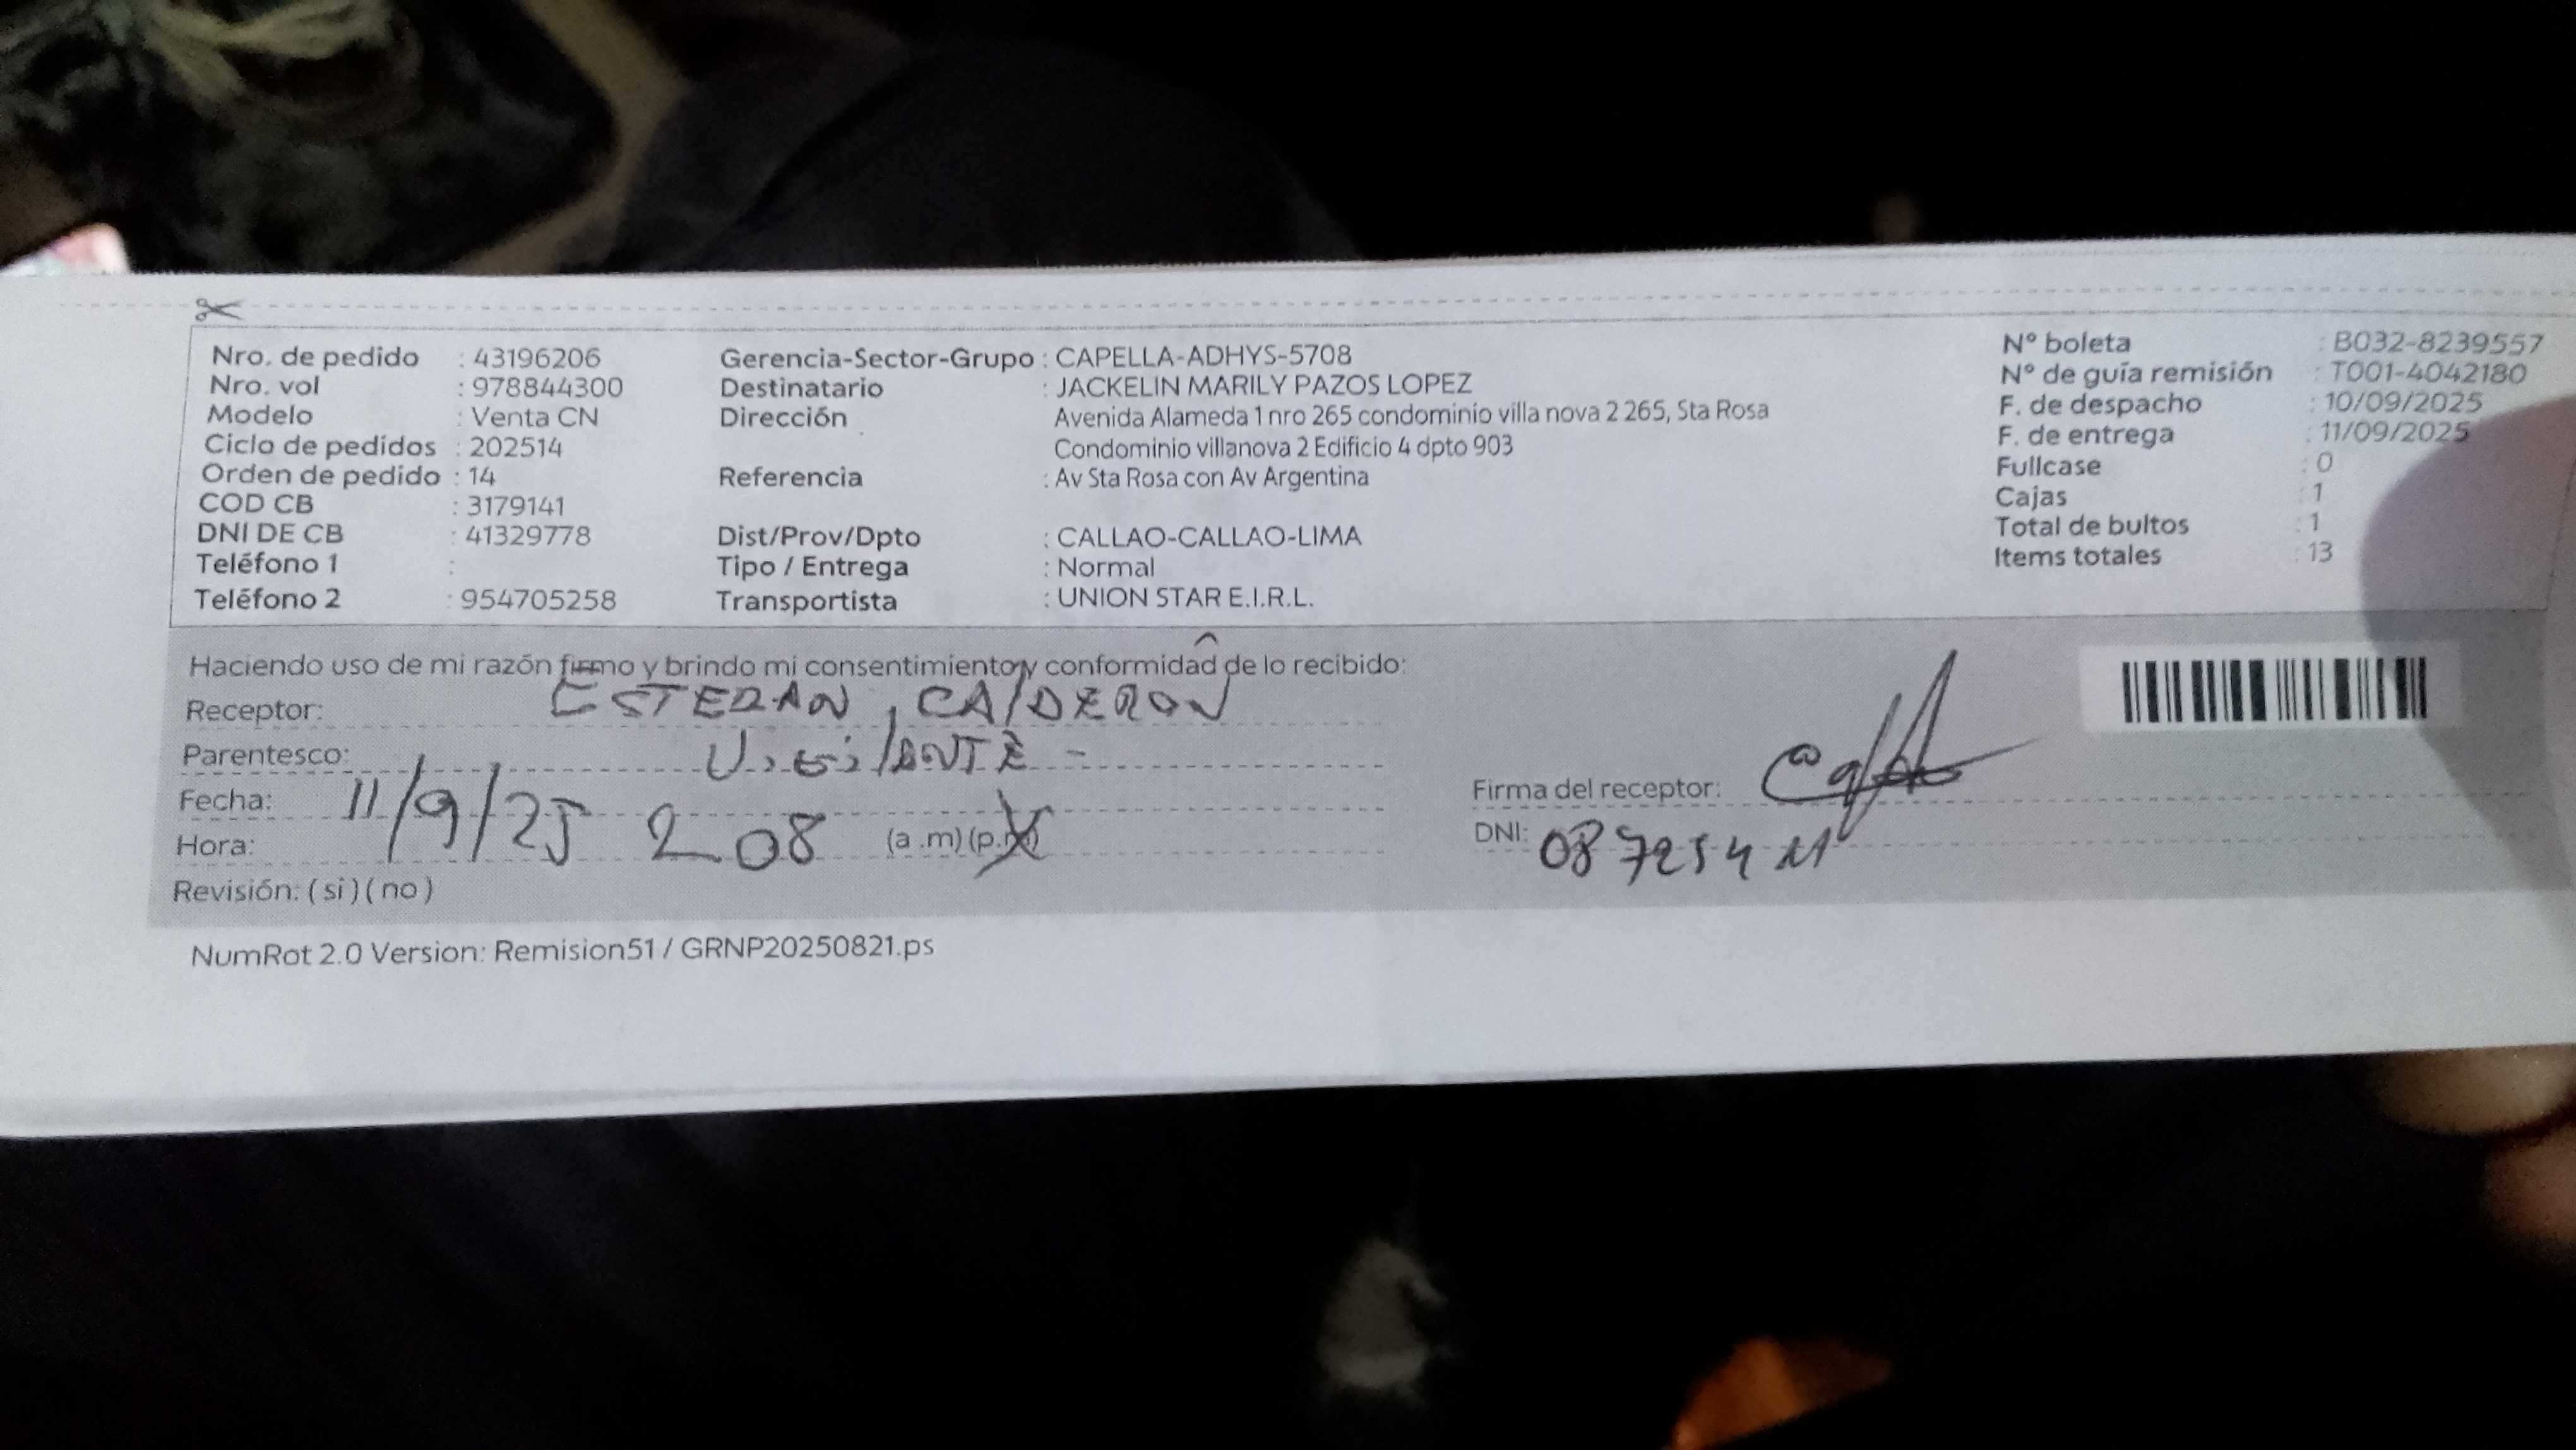 Nro. de pedido : 43196206
Nro. vol : 978844300
Modelo : Venta CN
Ciclo de pedidos : 202514
Orden de pedido : 14
COD CB : 3179141
DNI DE CB : 41329778
Teléfono 1 :
Teléfono 2 : 954705258
Gerencia-Sector-Grupo : CAPELLA-ADHYS-5708
Destinatario : JACKELIN MARILY PAZOS LOPEZ
Dirección Avenida Alameda 1 nro 265 condominio villa nova 2 265, Sta Rosa
Condominio villanova 2 Edificio 4 dpto 903
Referencia : Av Sta Rosa con Av Argentina
Dist/Prov/Dpto : CALLAO-CALLAO-LIMA
Tipo / Entrega : Normal
Transportista : UNION STAR E.I.R.L.
N° boleta : B032-8239557
N° de guía remisión : T001-4042180
F. de despacho : 10/09/2025
F. de entrega : 11/09/2025
Fullcase : 0
Cajas : 1
Total de bultos : 1
Items totales : 13
Haciendo uso de mi razón firmo y brindo mi consentimiento y conformidad de lo recibido:
Receptor: ESTEBAN, CALDERON
Parentesco: VIGILANTE -
Fecha: 11/9/25
Hora: 2 08 (a .m) (p.m)
Revisión: ( si ) ( no )
Firma del receptor:
DNI: 08725411
NumRot 2.0 Version: Remision51 / GRNP20250821.ps